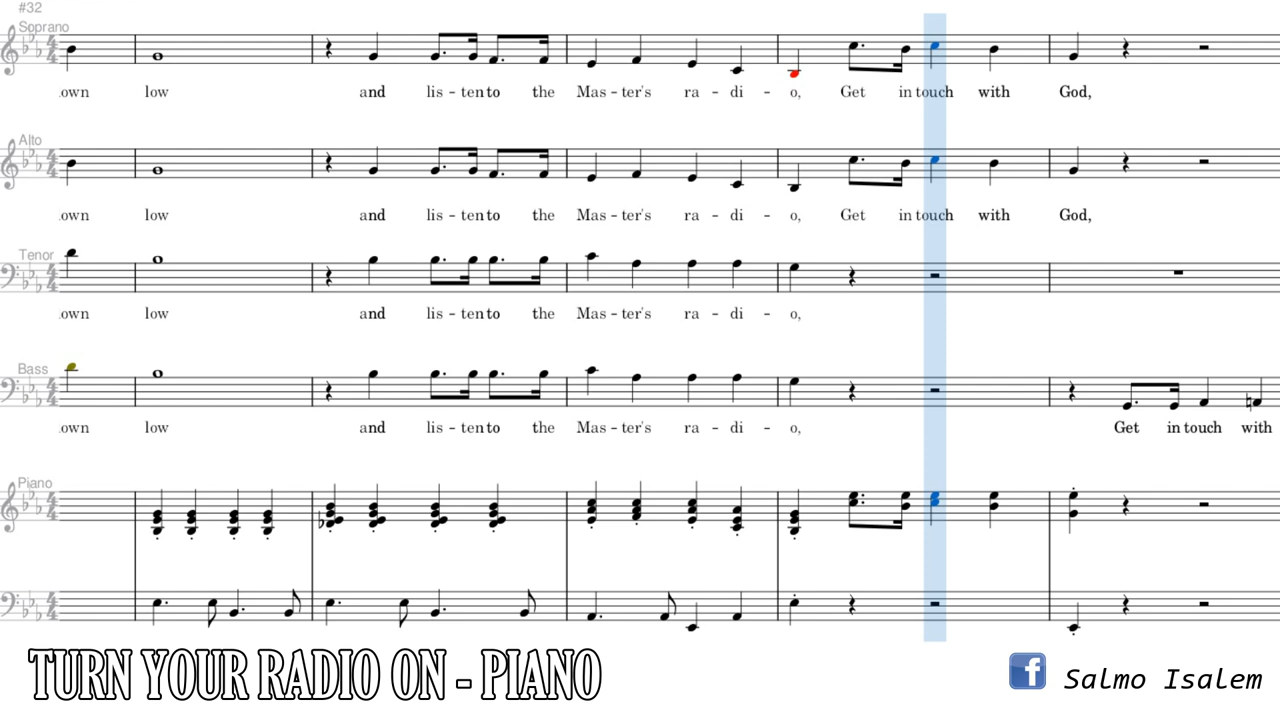 #32
Soprano
own low and lis - ten to the Mas - ter's ra - di - o, Get in touch with God,
Alto
own low and lis - ten to the Mas - ter's ra - di - o, Get in touch with God,
Tenor
own low and lis - ten to the Mas - ter's ra - di - o,
Bass
own low and lis - ten to the Mas - ter's ra - di - o, Get in touch with
Piano
TURN YOUR RADIO ON - PIANO
f Salmo Isalem